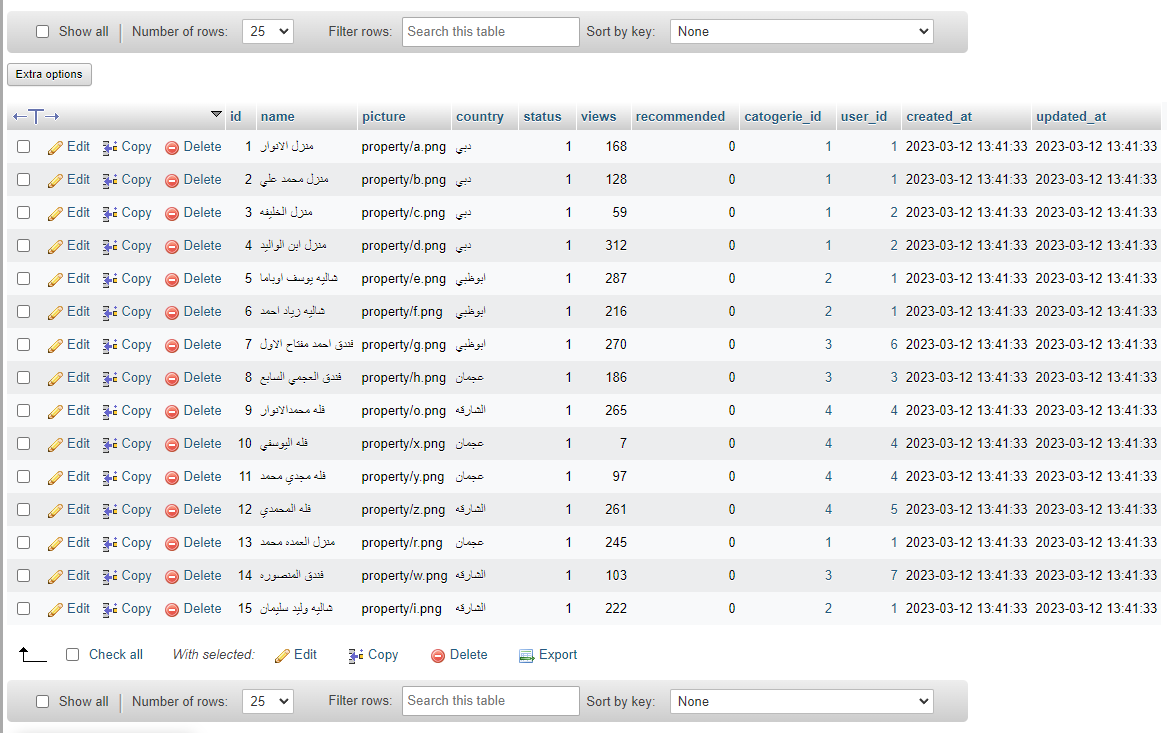 Show all Number of rows: 25 Filter rows: Search this table Sort by key: None
Extra options
id name picture country status views recommended catogerie_id user_id created_at updated_at
Edit Copy Delete 1 منزل الانوار property/a.png دبي 1 168 0 1 1 2023-03-12 13:41:33 2023-03-12 13:41:33
Edit Copy Delete 2 منزل محمد علي property/b.png دبي 1 128 0 1 1 2023-03-12 13:41:33 2023-03-12 13:41:33
Edit Copy Delete 3 منزل الخليفه property/c.png دبي 1 59 0 1 2 2023-03-12 13:41:33 2023-03-12 13:41:33
Edit Copy Delete 4 منزل ابن الواليد property/d.png دبي 1 312 0 1 2 2023-03-12 13:41:33 2023-03-12 13:41:33
Edit Copy Delete 5 شاليه يوسف اوباما property/e.png ابوظبي 1 287 0 2 1 2023-03-12 13:41:33 2023-03-12 13:41:33
Edit Copy Delete 6 شاليه زياد احمد property/f.png ابوظبي 1 216 0 2 1 2023-03-12 13:41:33 2023-03-12 13:41:33
Edit Copy Delete 7 فندق احمد مفتاح الاول property/g.png ابوظبي 1 270 0 3 6 2023-03-12 13:41:33 2023-03-12 13:41:33
Edit Copy Delete 8 فندق العجمي السابع property/h.png عجمان 1 186 0 3 3 2023-03-12 13:41:33 2023-03-12 13:41:33
Edit Copy Delete 9 فله محمدالانوار property/o.png الشارقه 1 265 0 4 4 2023-03-12 13:41:33 2023-03-12 13:41:33
Edit Copy Delete 10 فله اليوسفي property/x.png عجمان 1 7 0 4 4 2023-03-12 13:41:33 2023-03-12 13:41:33
Edit Copy Delete 11 فله مجدي محمد property/y.png عجمان 1 97 0 4 4 2023-03-12 13:41:33 2023-03-12 13:41:33
Edit Copy Delete 12 فله المحمدي property/z.png الشارقه 1 261 0 4 5 2023-03-12 13:41:33 2023-03-12 13:41:33
Edit Copy Delete 13 منزل العمده محمد property/r.png عجمان 1 245 0 1 1 2023-03-12 13:41:33 2023-03-12 13:41:33
Edit Copy Delete 14 فندق المنصوره property/w.png الشارقه 1 103 0 3 7 2023-03-12 13:41:33 2023-03-12 13:41:33
Edit Copy Delete 15 شاليه وليد سليمان property/i.png الشارقه 1 222 0 2 1 2023-03-12 13:41:33 2023-03-12 13:41:33
Check all With selected: Edit Copy Delete Export
Show all Number of rows: 25 Filter rows: Search this table Sort by key: None